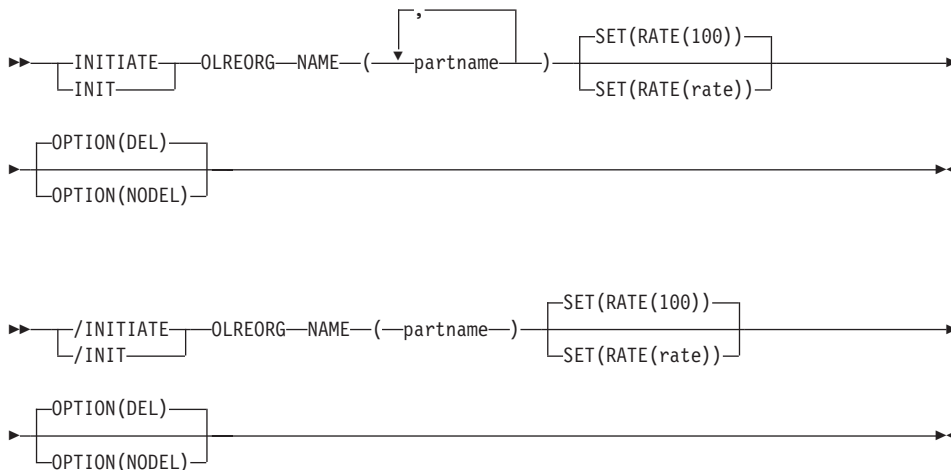 ,
INITIATE OLREORG NAME ( partname ) SET(RATE(100))
INIT SET(RATE(rate))
OPTION(DEL)
OPTION(NODEL)
/INITIATE OLREORG NAME ( partname ) SET(RATE(100))
/INIT SET(RATE(rate))
OPTION(DEL)
OPTION(NODEL)